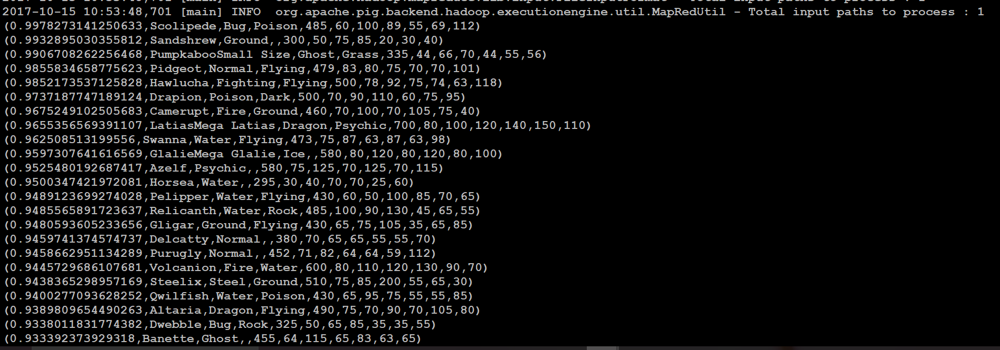 2017-10-15 10:53:48,701 [main] INFO  org.apache.pig.backend.hadoop.executionengine.util.MapRedUtil - Total input paths to process : 1
(0.9978273141250633,Scolipede,Bug,Poison,485,60,100,89,55,69,112)
(0.9932895030355812,Sandshrew,Ground,,300,50,75,85,20,30,40)
(0.9906708262256468,PumpkabooSmall Size,Ghost,Grass,335,44,66,70,44,55,56)
(0.9855834658775623,Pidgeot,Normal,Flying,479,83,80,75,70,70,101)
(0.9852173537125828,Hawlucha,Fighting,Flying,500,78,92,75,74,63,118)
(0.9737187747189124,Drapion,Poison,Dark,500,70,90,110,60,75,95)
(0.9675249102505683,Camerupt,Fire,Ground,460,70,100,70,105,75,40)
(0.9655356569391107,LatiasMega Latias,Dragon,Psychic,700,80,100,120,140,150,110)
(0.962508513199556,Swanna,Water,Flying,473,75,87,63,87,63,98)
(0.9597307641616569,GlalieMega Glalie,Ice,,580,80,120,80,120,80,100)
(0.9525480192687417,Azelf,Psychic,,580,75,125,70,125,70,115)
(0.9500347421972081,Horsea,Water,,295,30,40,70,70,25,60)
(0.9489123699274028,Pelipper,Water,Flying,430,60,50,100,85,70,65)
(0.9485565891723637,Relicanth,Water,Rock,485,100,90,130,45,65,55)
(0.9480593605233656,Gligar,Ground,Flying,430,65,75,105,35,65,85)
(0.9459741374574737,Delcatty,Normal,,380,70,65,65,55,55,70)
(0.9458662951134289,Purugly,Normal,,452,71,82,64,64,59,112)
(0.9445729686107681,Volcanion,Fire,Water,600,80,110,120,130,90,70)
(0.9438365298957169,Steelix,Steel,Ground,510,75,85,200,55,65,30)
(0.9400277093628252,Qwilfish,Water,Poison,430,65,95,75,55,55,85)
(0.9389809654490263,Altaria,Dragon,Flying,490,75,70,90,70,105,80)
(0.9338011831774382,Dwebble,Bug,Rock,325,50,65,85,35,35,55)
(0.933392373929318,Banette,Ghost,,455,64,115,65,83,63,65)